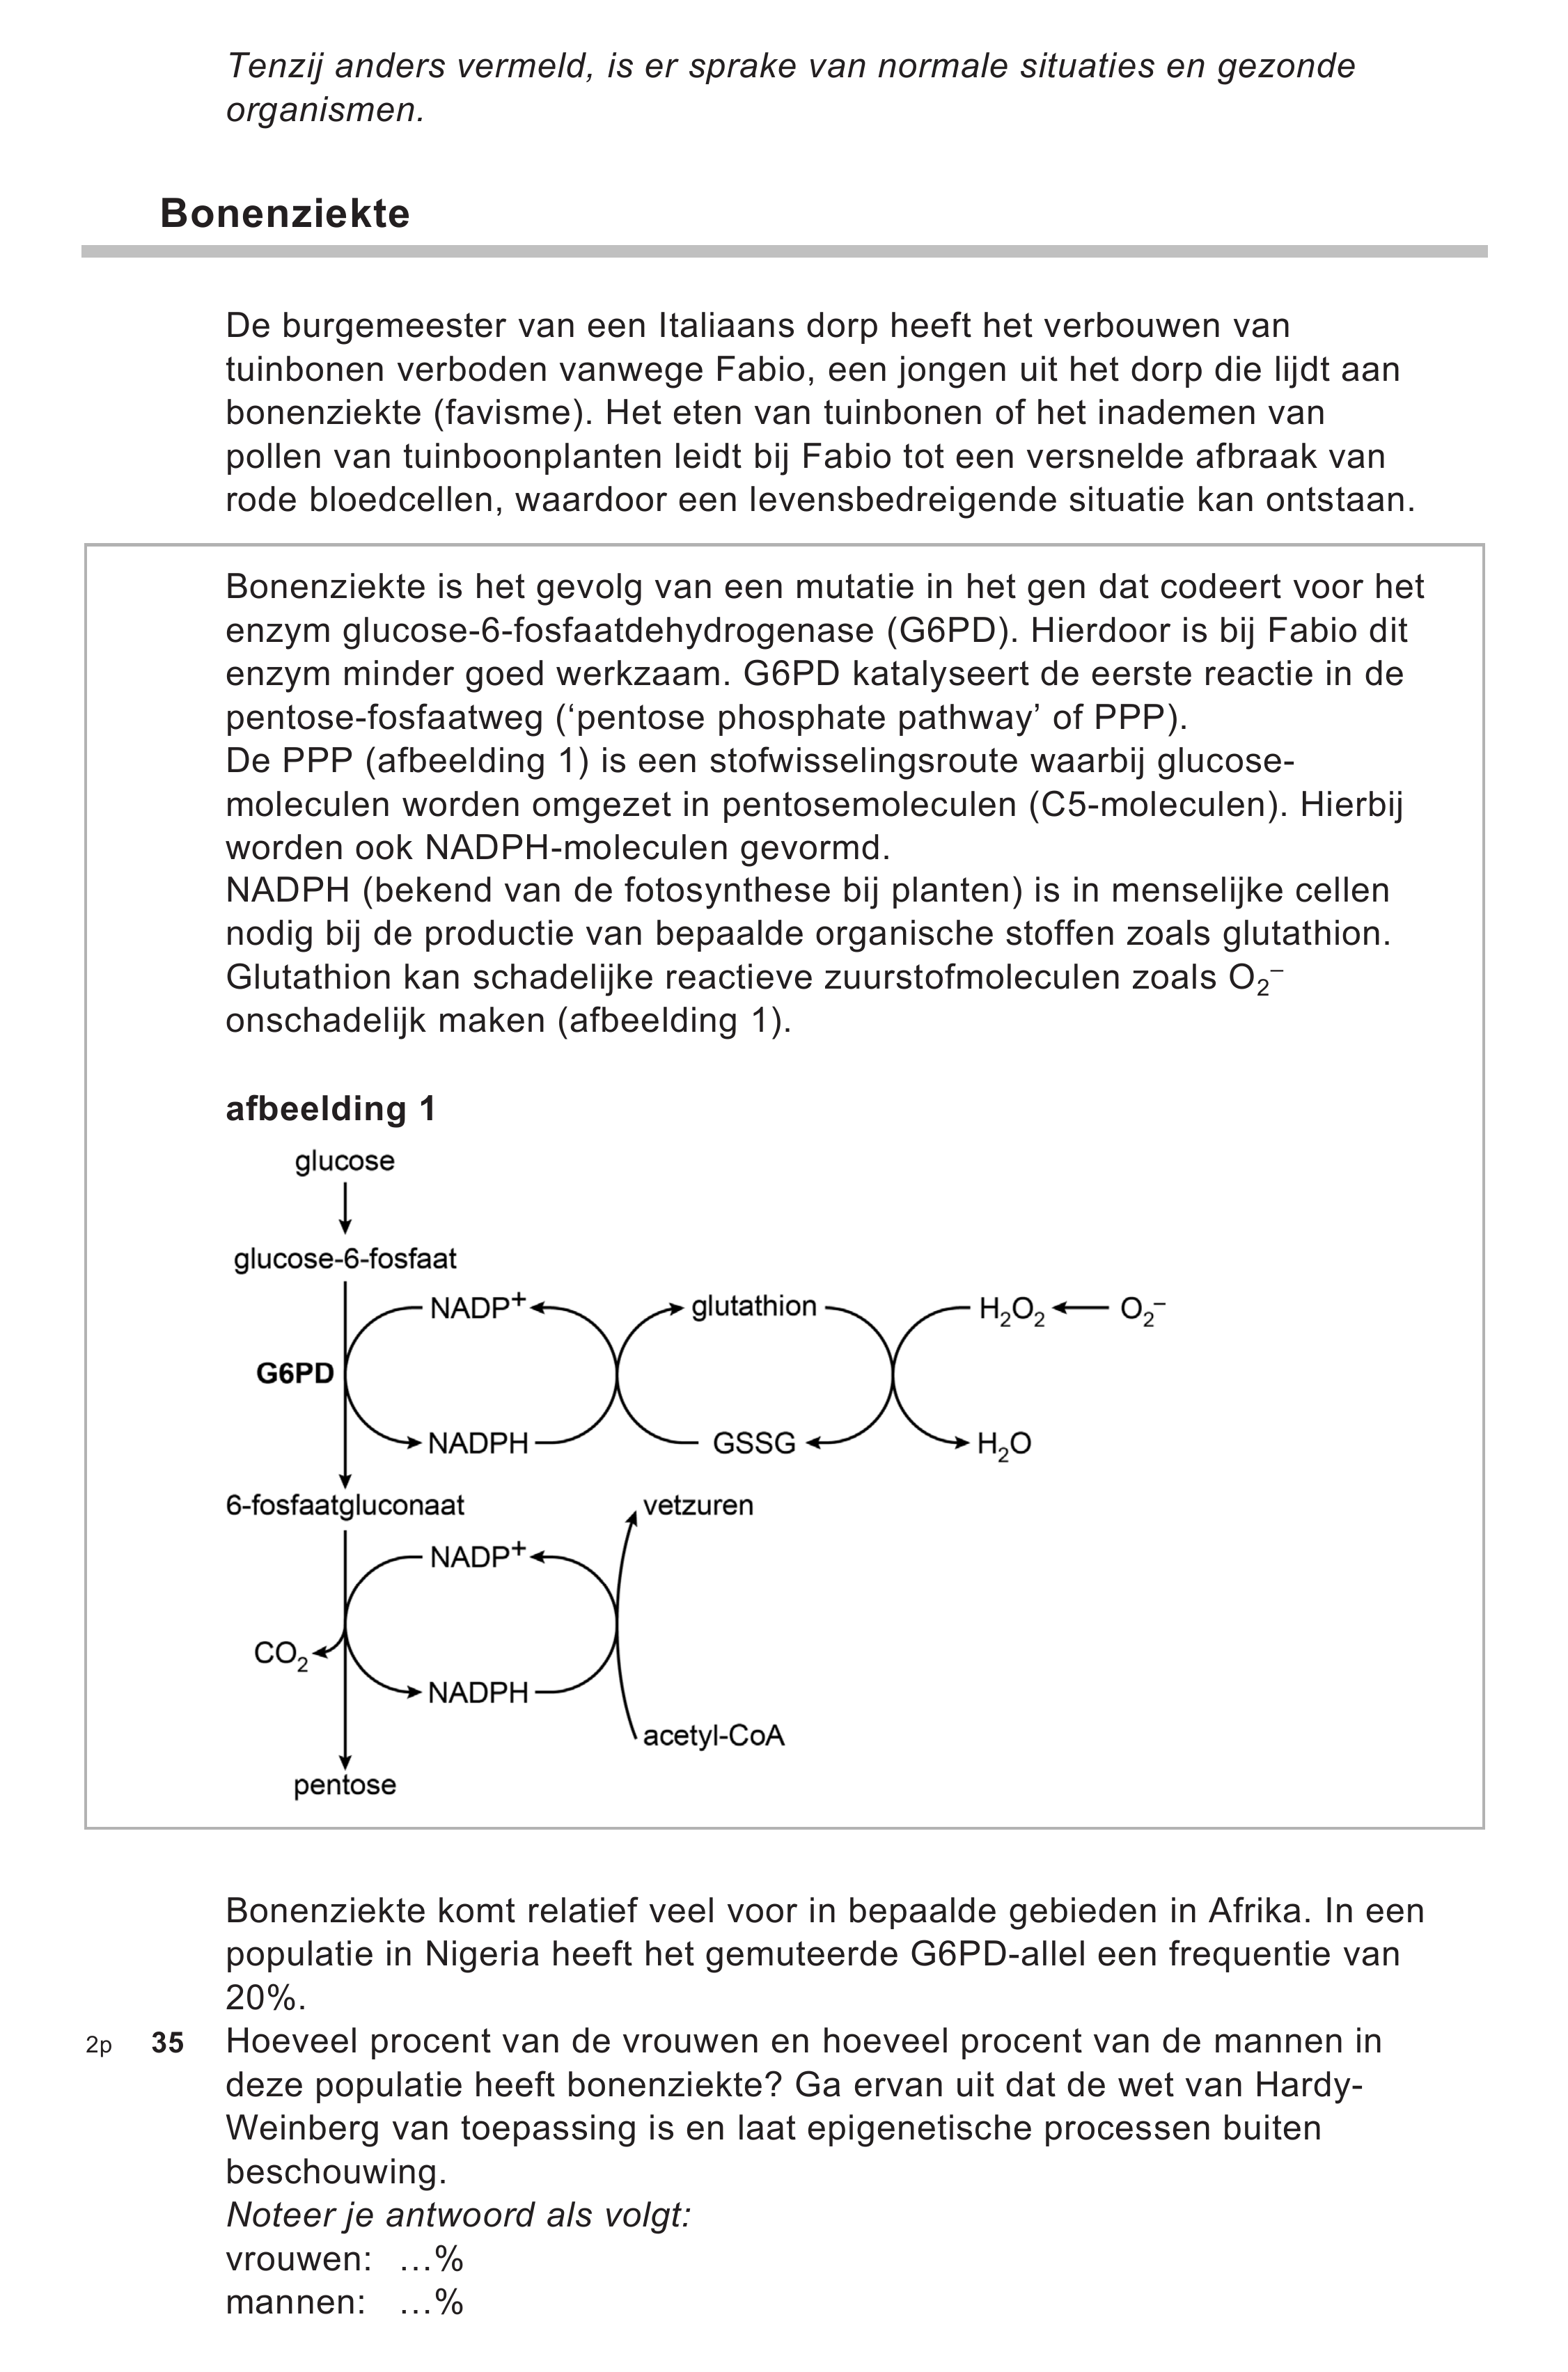 Tenzij anders vermeld, is er sprake van normale situaties en gezonde
organismen.
Bonenziekte
De burgemeester van een Italiaans dorp heeft het verbouwen van
tuinbonen verboden vanwege Fabio, een jongen uit het dorp die lijdt aan
bonenziekte (favisme). Het eten van tuinbonen of het inademen van
pollen van tuinboonplanten leidt bij Fabio tot een versnelde afbraak van
rode bloedcellen, waardoor een levensbedreigende situatie kan ontstaan.
Bonenziekte is het gevolg van een mutatie in het gen dat codeert voor het
enzym glucose-6-fosfaatdehydrogenase (G6PD). Hierdoor is bij Fabio dit
enzym minder goed werkzaam. G6PD katalyseert de eerste reactie in de
pentose-fosfaatweg (‘pentose phosphate pathway’ of PPP).
De PPP (afbeelding 1) is een stofwisselingsroute waarbij glucose-
moleculen worden omgezet in pentosemoleculen (C5-moleculen). Hierbij
worden ook NADPH-moleculen gevormd.
NADPH (bekend van de fotosynthese bij planten) is in menselijke cellen
nodig bij de productie van bepaalde organische stoffen zoals glutathion.
Glutathion kan schadelijke reactieve zuurstofmoleculen zoals O₂⁻
onschadelijk maken (afbeelding 1).
afbeelding 1
glucose
glucose-6-fosfaat
NADP⁺ glutathion H₂O₂ O₂⁻
G6PD
NADPH GSSG H₂O
6-fosfaatgluconaat vetzuren
NADP⁺
CO₂
NADPH
acetyl-CoA
pentose
Bonenziekte komt relatief veel voor in bepaalde gebieden in Afrika. In een
populatie in Nigeria heeft het gemuteerde G6PD-allel een frequentie van
20%.
2p 35 Hoeveel procent van de vrouwen en hoeveel procent van de mannen in
deze populatie heeft bonenziekte? Ga ervan uit dat de wet van Hardy-
Weinberg van toepassing is en laat epigenetische processen buiten
beschouwing.
Noteer je antwoord als volgt:
vrouwen: …%
mannen: …%